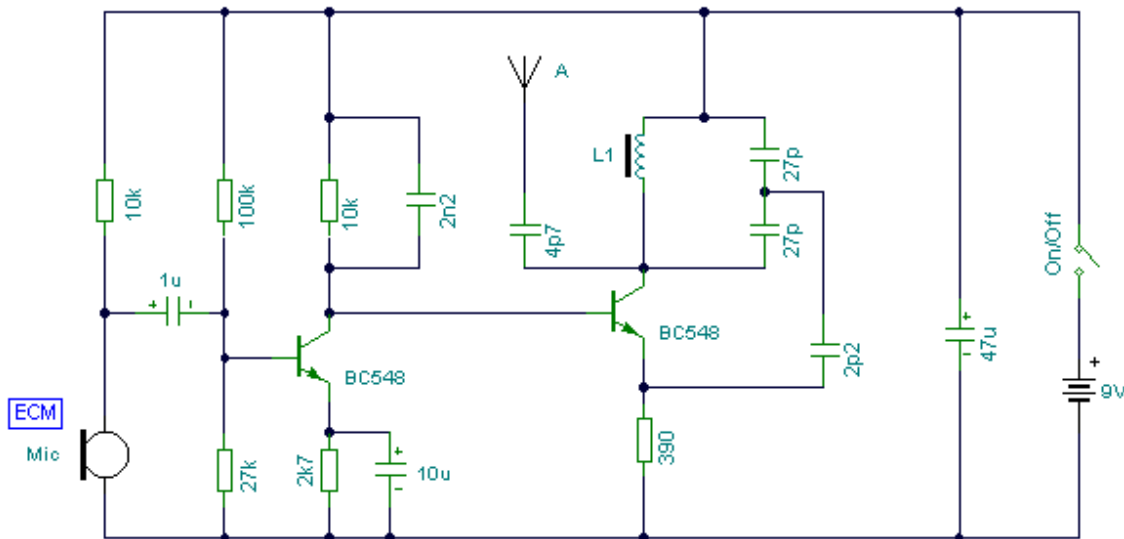 A
L1
27p
10k
100k
10k
2n2
4p7
27p
On/Off
1u
+
-
BC548
BC548
2p2
+
-
47u
+
9V
ECM
Mic
27k
2k7
+
-
10u
390